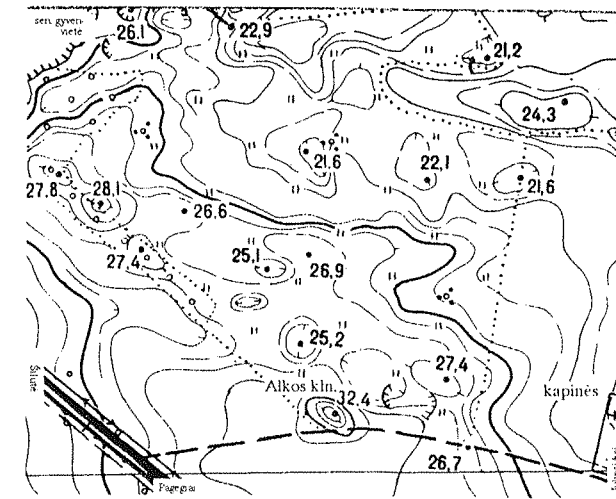 sen. gyven-
vietė
26.1
22,9
21,2
24.3
21.6
22,1
21,6
27.8
28,1
26.6
27.4
25,1
26,9
25,2
27,4
Alkos kln.
32.4
kapinės
Šilutė
26,7
Pagėgiai